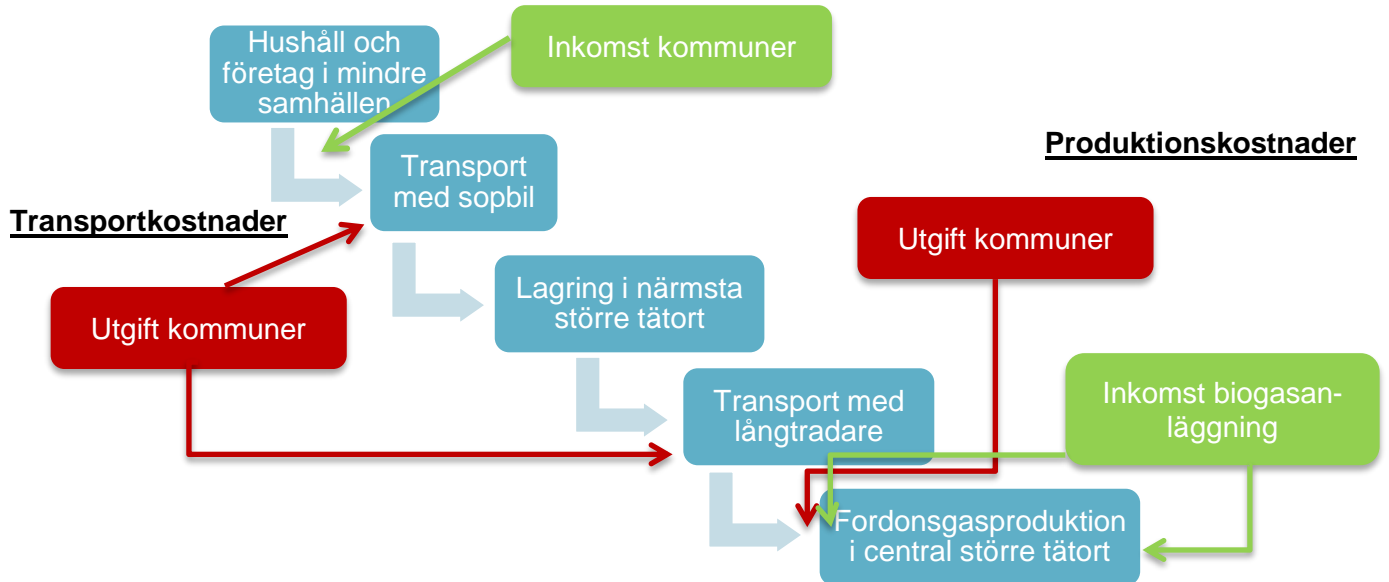 Hushåll och
företag i mindre
samhällen
Inkomst kommuner
Produktionskostnader
Transport
med sopbil
Transportkostnader
Utgift kommuner
Lagring i närmsta
större tätort
Utgift kommuner
Transport med
långtradare
Inkomst biogasan-
läggning
Fordonsgasproduktion
i central större tätort